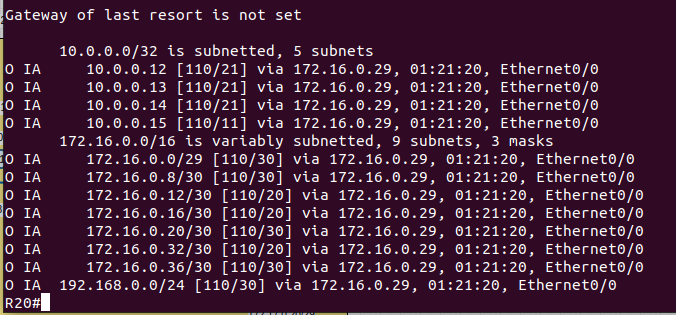 Gateway of last resort is not set
10.0.0.0/32 is subnetted, 5 subnets
O IA 10.0.0.12 [110/21] via 172.16.0.29, 01:21:20, Ethernet0/0
O IA 10.0.0.13 [110/21] via 172.16.0.29, 01:21:20, Ethernet0/0
O IA 10.0.0.14 [110/21] via 172.16.0.29, 01:21:20, Ethernet0/0
O IA 10.0.0.15 [110/11] via 172.16.0.29, 01:21:20, Ethernet0/0
172.16.0.0/16 is variably subnetted, 9 subnets, 3 masks
O IA 172.16.0.0/29 [110/30] via 172.16.0.29, 01:21:20, Ethernet0/0
O IA 172.16.0.8/30 [110/30] via 172.16.0.29, 01:21:20, Ethernet0/0
O IA 172.16.0.12/30 [110/20] via 172.16.0.29, 01:21:20, Ethernet0/0
O IA 172.16.0.16/30 [110/20] via 172.16.0.29, 01:21:20, Ethernet0/0
O IA 172.16.0.20/30 [110/30] via 172.16.0.29, 01:21:20, Ethernet0/0
O IA 172.16.0.32/30 [110/20] via 172.16.0.29, 01:21:20, Ethernet0/0
O IA 172.16.0.36/30 [110/30] via 172.16.0.29, 01:21:20, Ethernet0/0
O IA 192.168.0.0/24 [110/30] via 172.16.0.29, 01:21:20, Ethernet0/0
R20#